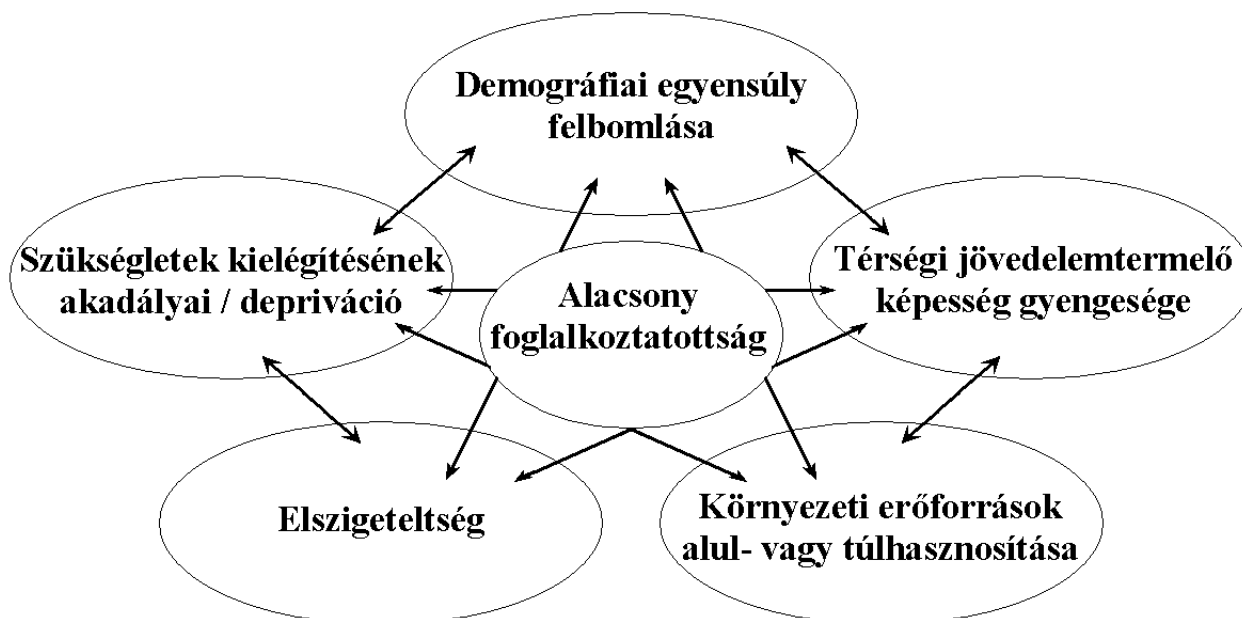 Demográfiai egyensúly
felbomlása
Szükségletek kielégítésének
akadályai / depriváció
Térségi jövedelemtermelő
képesség gyengesége
Alacsony
foglalkoztatottság
Elszigeteltség
Környezeti erőforrások
alul- vagy túlhasznosítása